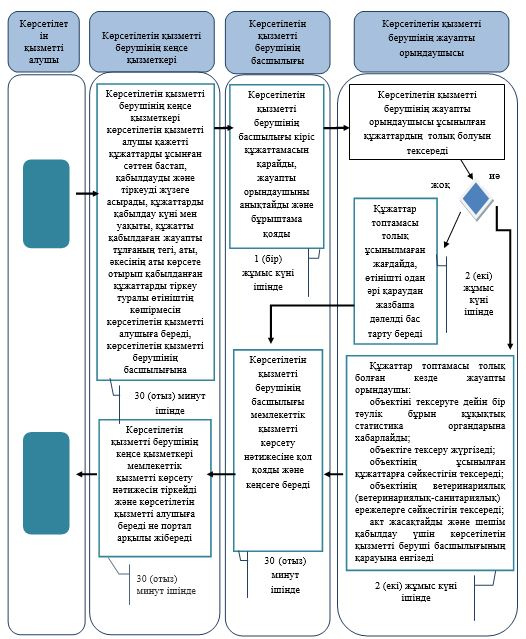 Көрсетілет
ін
қызметті
алушы
Көрсетілетін қызметті
берушінің кеңсе
қызметкері
Көрсетілетін
қызметті
берушінің
басшылығы
Көрсетілетін қызметті
берушінің жауапты
орындаушысы
Көрсетілетін қызметті
берушінің кеңсе
қызметкері
көрсетілетін қызметті
алушы қажетті
құжаттарды ұсынған
сәттен бастап,
қабылдауды және
тіркеуді жүзеге
асырады, құжаттарды
қабылдау күні мен
уақыты, құжатты
қабылдаған жауапты
тұлғаның тегі, аты,
әкесінің аты көрсете
отырып қабылданған
құжаттарды тіркеу
туралы өтініштің
көшірмесін
көрсетілетін қызметті
алушыға береді,
көрсетілетін қызметті
берушінің
басшылығына
30 (отыз) минут
ішінде
Көрсетілетін
қызметті
берушінің
басшылығы кіріс
құжаттамасын
қарайды,
жауапты
орындаушыны
анықтайды және
бұрыштама
қояды
1 (бір)
жұмыс күні
ішінде
Көрсетілетін қызметті
берушінің жауапты
орындаушысы ұсынылған
құжаттардың толық болуын
тексереді
жоқ
иә
Құжаттар
топтамасы
толық
ұсынылмаған
жағдайда,
өтінішті одан
әрі қараудан
жазбаша
дәлелді бас
тарту береді
2 (екі)
жұмыс
күні
ішінде
Құжаттар топтамасы толық
болған кезде жауапты
орындаушы:
объектіні тексеруге дейін бір
тәулік бұрын құқықтық
статистика органдарына
хабарлайды;
объектіге тексеру жүргізеді;
объектінің ұсынылған
құжаттарға сәйкестігін тексереді;
объектінің ветеринариялық
(ветеринариялық-санитариялық)
ережелерге сәйкестігін тексереді;
акт жасақтайды және шешім
қабылдау үшін көрсетілетін
қызметті беруші басшылығының
қарауына енгізеді
2 (екі) жұмыс күні
ішінде
Көрсетілетін
қызметті
берушінің
басшылығы
мемлекеттік
қызметті
көрсету
нәтижесіне қол
қояды және
кеңсеге береді
30 (отыз)
минут
ішінде
Көрсетілетін
қызметті берушінің
кеңсе қызметкері
мемлекеттік
қызметті көрсету
нәтижесін тіркейді
және көрсетілетін
қызметті алушыға
береді не портал
арқылы жібереді
30 (отыз)
минут ішінде